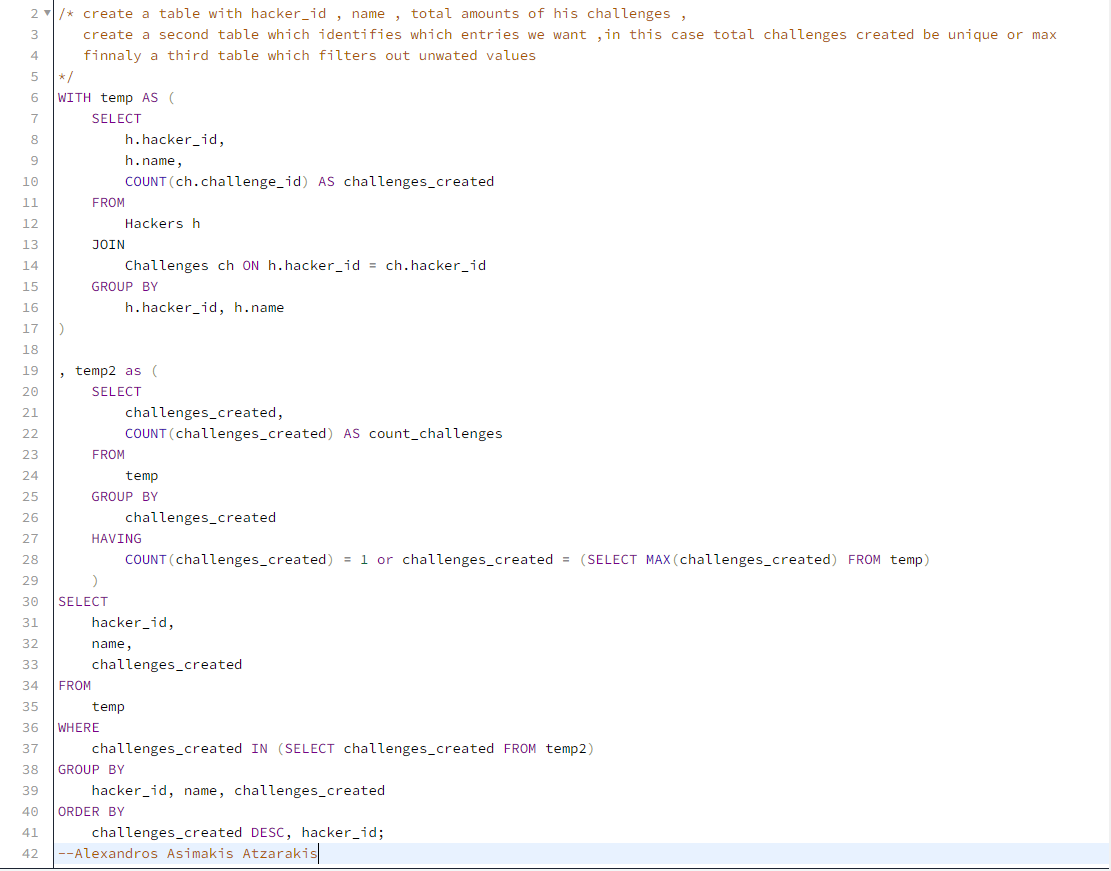 2 /* create a table with hacker_id , name , total amounts of his challenges ,
3    create a second table which identifies which entries we want ,in this case total challenges created be unique or max
4    finnaly a third table which filters out unwated values
5 */
6 WITH temp AS (
7     SELECT
8         h.hacker_id,
9         h.name,
10         COUNT(ch.challenge_id) AS challenges_created
11     FROM
12         Hackers h
13     JOIN
14         Challenges ch ON h.hacker_id = ch.hacker_id
15     GROUP BY
16         h.hacker_id, h.name
17 )
18
19 , temp2 as (
20     SELECT
21         challenges_created,
22         COUNT(challenges_created) AS count_challenges
23     FROM
24         temp
25     GROUP BY
26         challenges_created
27     HAVING
28         COUNT(challenges_created) = 1 or challenges_created = (SELECT MAX(challenges_created) FROM temp)
29     )
30 SELECT
31     hacker_id,
32     name,
33     challenges_created
34 FROM
35     temp
36 WHERE
37     challenges_created IN (SELECT challenges_created FROM temp2)
38 GROUP BY
39     hacker_id, name, challenges_created
40 ORDER BY
41     challenges_created DESC, hacker_id;
42 --Alexandros Asimakis Atzarakis